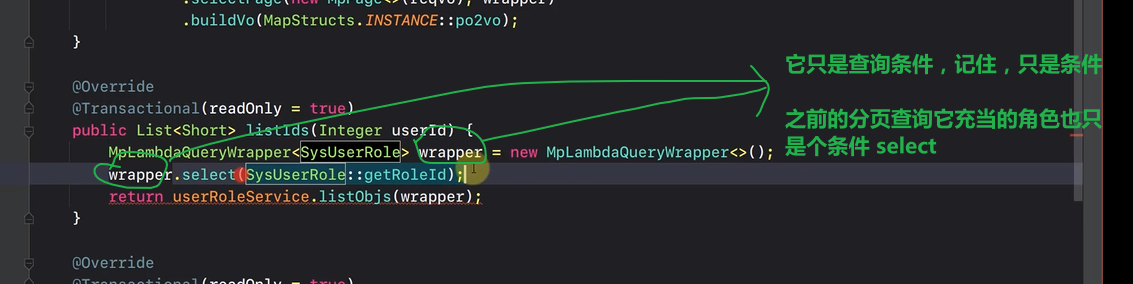 .selectPage(new MpPage<>(reqVo), wrapper)
.buildVo(MapStructs.INSTANCE::po2vo);
}
@Override
@Transactional(readOnly = true)
public List<Short> listIds(Integer userId) {
MpLambdaQueryWrapper<SysUserRole> wrapper = new MpLambdaQueryWrapper<>();
wrapper.select(SysUserRole::getRoleId);
return userRoleService.listObjs(wrapper);
}
@Override
@Transactional(readOnly = true)
它只是查询条件，记住，只是条件
之前的分页查询它充当的角色也只
是个条件 select